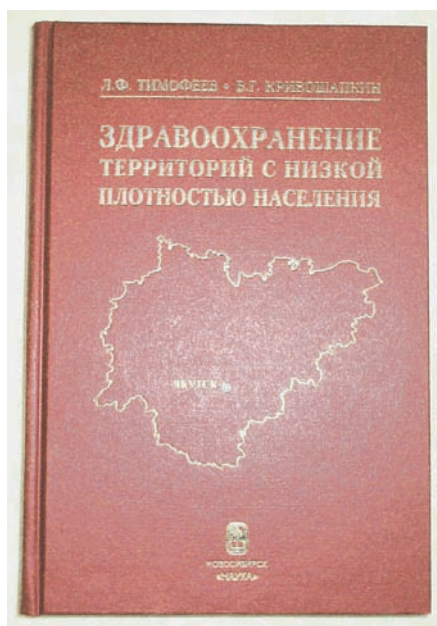 Л.Ф. ТИМОФЕЕВ • В.Г. КРИВОШАПКИН
ЗДРАВООХРАНЕНИЕ
ТЕРРИТОРИЙ С НИЗКОЙ
ПЛОТНОСТЬЮ НАСЕЛЕНИЯ
ЯКУТСК
НОВОСИБИРСК
«НАУКА»